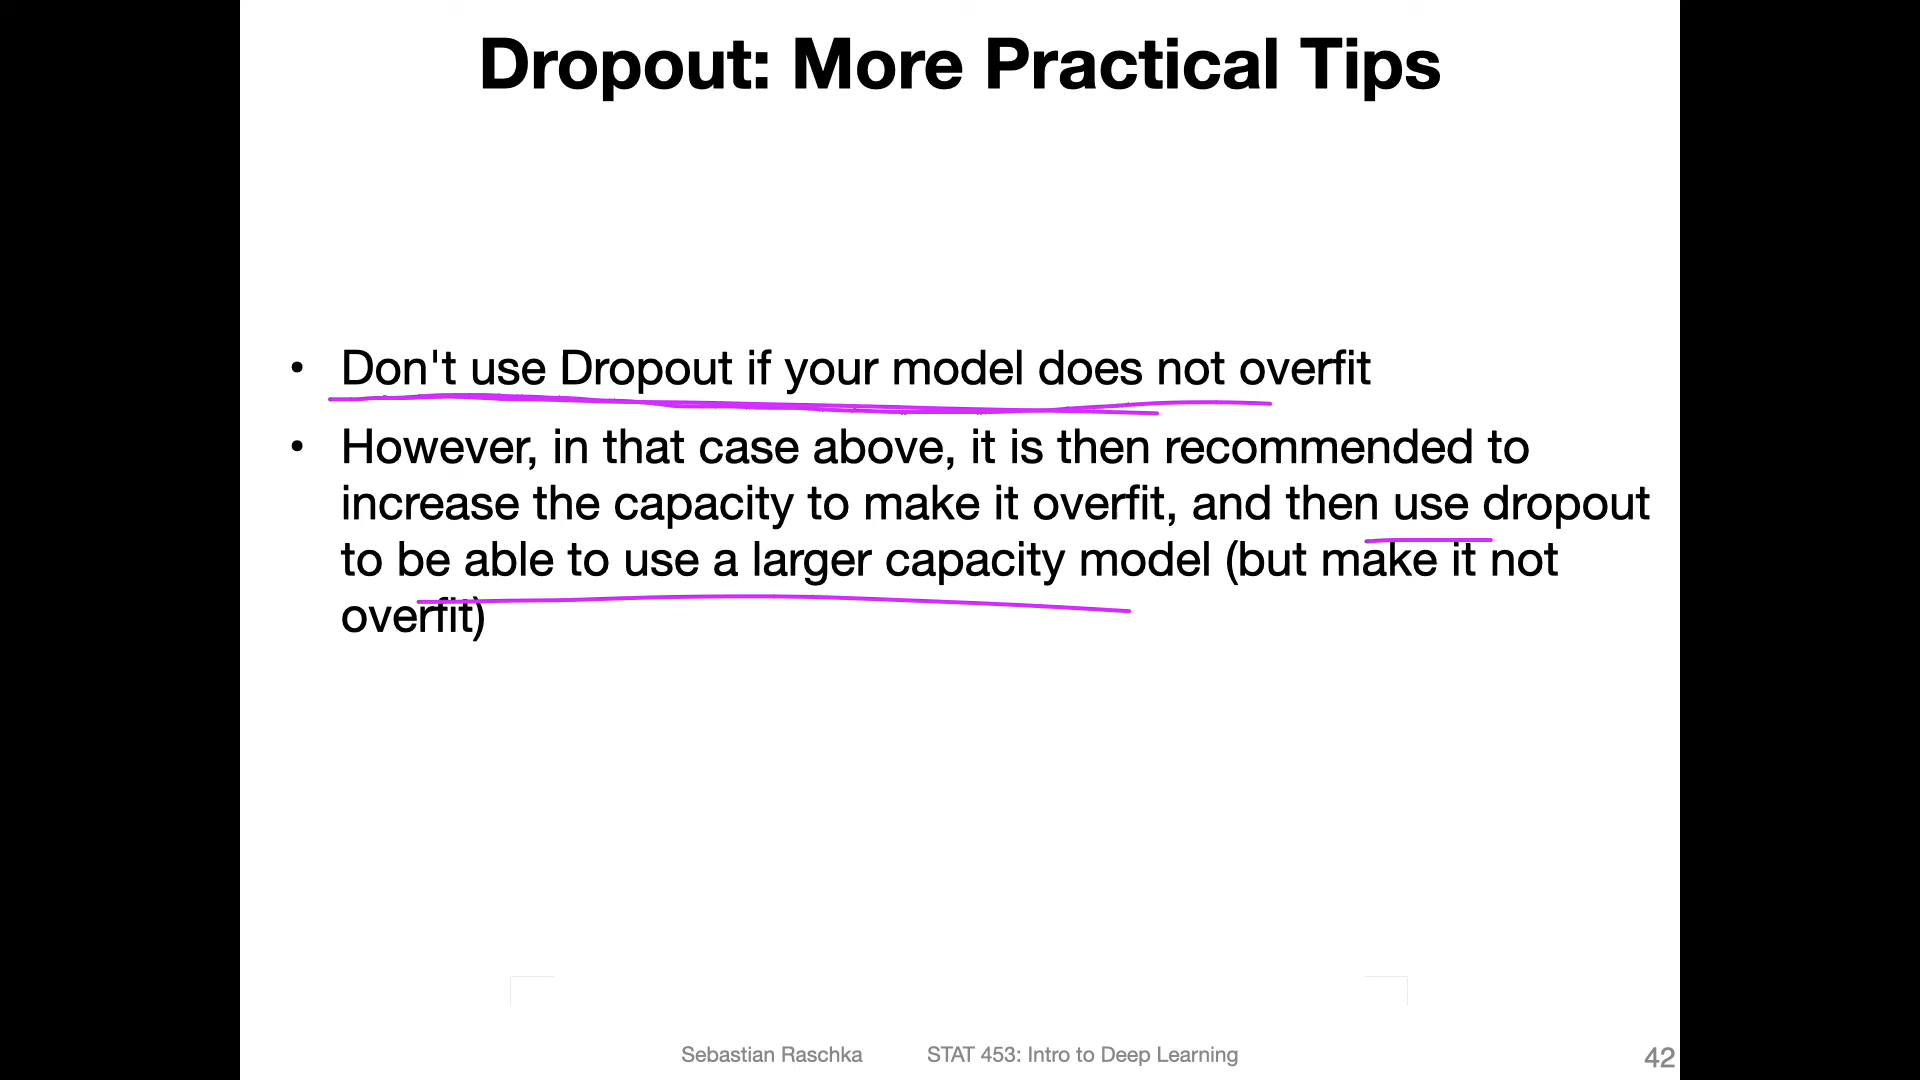 Dropout: More Practical Tips
• Don't use Dropout if your model does not overfit
• However, in that case above, it is then recommended to
increase the capacity to make it overfit, and then use dropout
to be able to use a larger capacity model (but make it not
overfit)
Sebastian Raschka STAT 453: Intro to Deep Learning 42